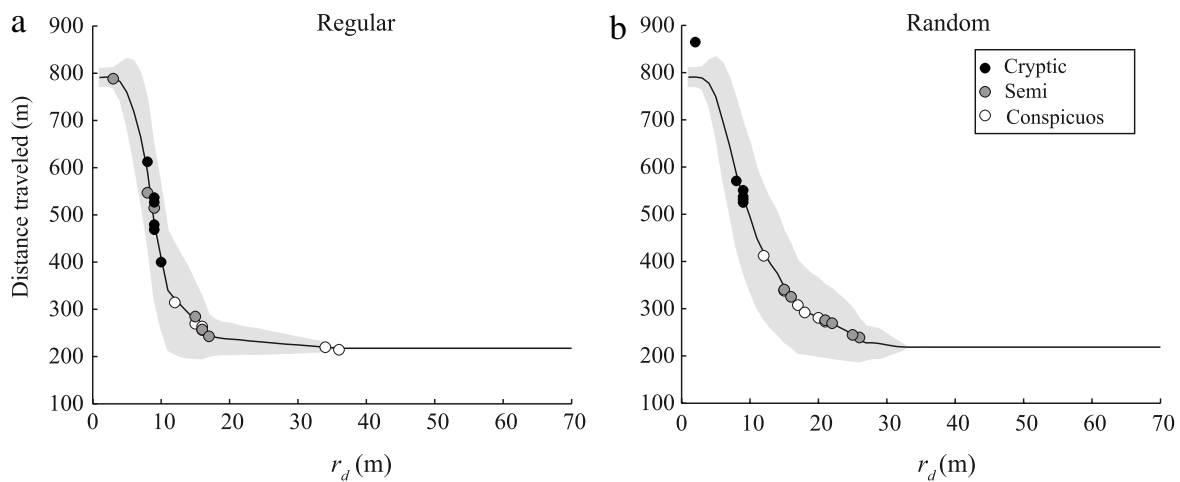 a
Regular
900
800
700
600
500
400
300
200
100
Distance traveled (m)
0 10 20 30 40 50 60 70
r_d (m)
b
Random
900
800
700
600
500
400
300
200
100
Cryptic
Semi
Conspicuos
0 10 20 30 40 50 60 70
r_d (m)